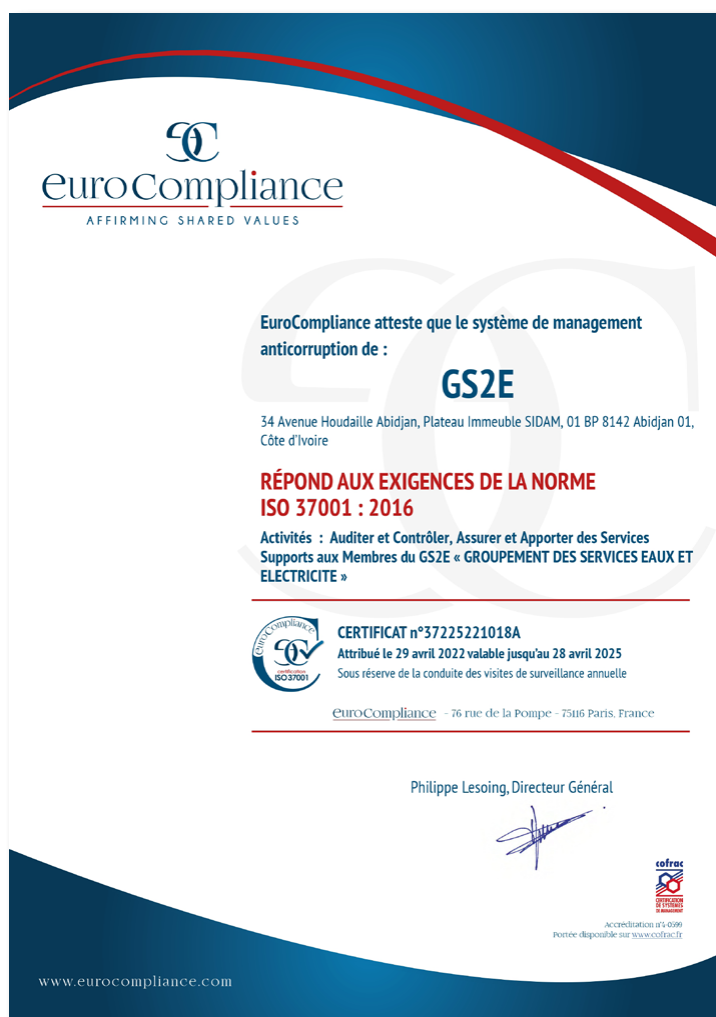 euroCompliance
AFFIRMING SHARED VALUES
EuroCompliance atteste que le système de management
anticorruption de :
GS2E
34 Avenue Houdaille Abidjan, Plateau Immeuble SIDAM, 01 BP 8142 Abidjan 01,
Côte d'Ivoire
RÉPOND AUX EXIGENCES DE LA NORME
ISO 37001 : 2016
Activités : Auditer et Contrôler, Assurer et Apporter des Services
Supports aux Membres du GS2E « GROUPEMENT DES SERVICES EAUX ET
ELECTRICITE »
euroCompliance
certification
ISO 37001
CERTIFICAT n°37225221018A
Attribué le 29 avril 2022 valable jusqu'au 28 avril 2025
Sous réserve de la conduite des visites de surveillance annuelle
euroCompliance - 76 rue de la Pompe - 75116 Paris, France
Philippe Lesoing, Directeur Général
cofrac
CERTIFICATION
DE SYSTEMES
DE MANAGEMENT
Accréditation n°4-0599
Portée disponible sur www.cofrac.fr
www.eurocompliance.com